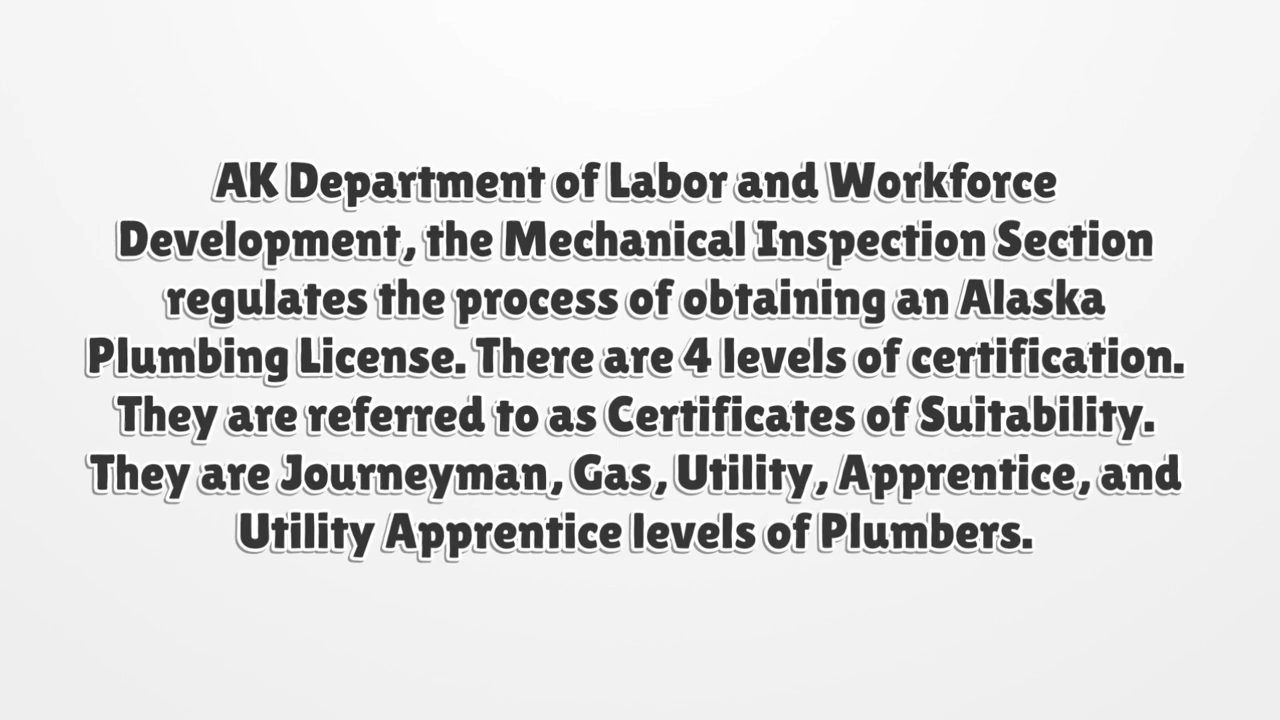 AK Department of Labor and Workforce
Development, the Mechanical Inspection Section
regulates the process of obtaining an Alaska
Plumbing License. There are 4 levels of certification.
They are referred to as Certificates of Suitability.
They are Journeyman, Gas, Utility, Apprentice, and
Utility Apprentice levels of Plumbers.